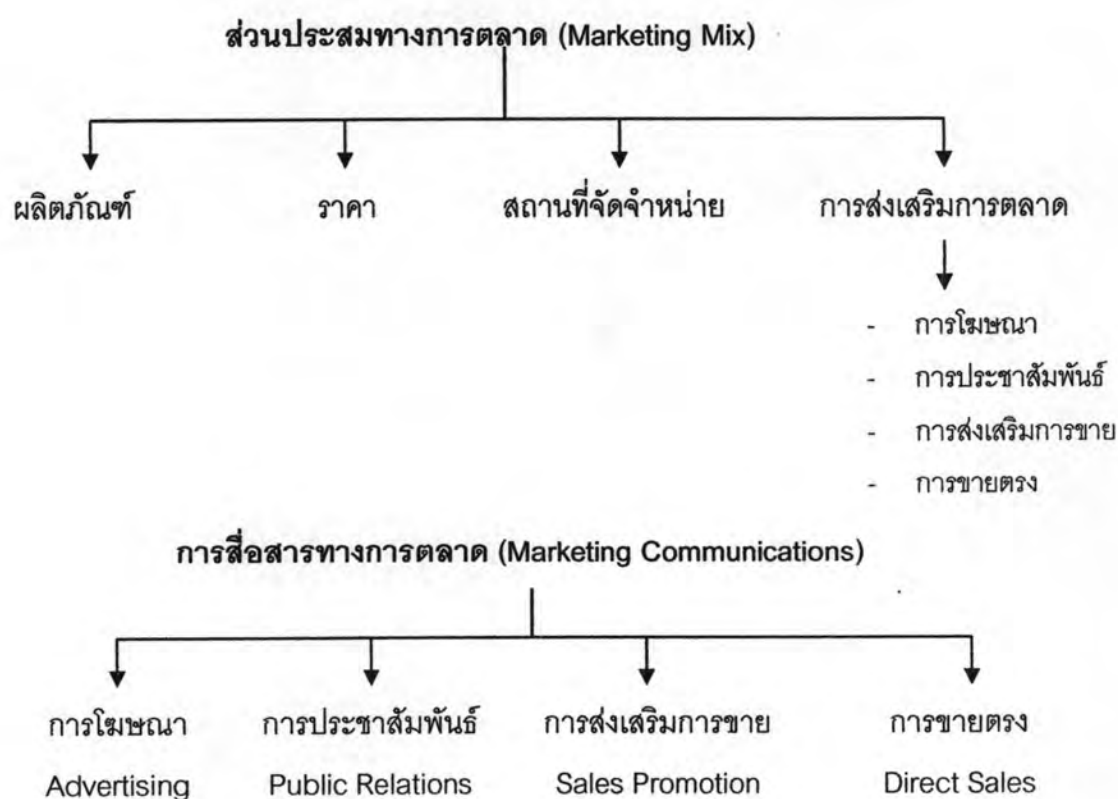 ส่วนประสมทางการตลาด (Marketing Mix)
ผลิตภัณฑ์ ราคา สถานที่จัดจำหน่าย การส่งเสริมการตลาด
- การโฆษณา
- การประชาสัมพันธ์
- การส่งเสริมการขาย
- การขายตรง
การสื่อสารทางการตลาด (Marketing Communications)
การโฆษณา การประชาสัมพันธ์ การส่งเสริมการขาย การขายตรง
Advertising Public Relations Sales Promotion Direct Sales